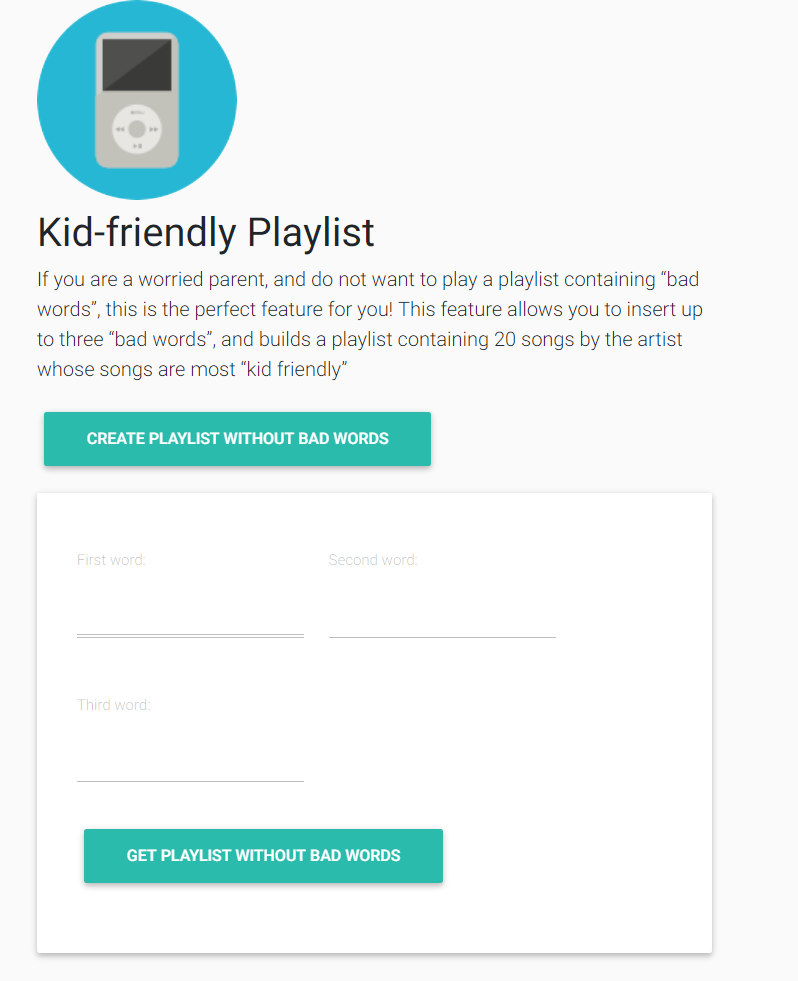 Kid-friendly Playlist
If you are a worried parent, and do not want to play a playlist containing “bad
words”, this is the perfect feature for you! This feature allows you to insert up
to three “bad words”, and builds a playlist containing 20 songs by the artist
whose songs are most “kid friendly”
CREATE PLAYLIST WITHOUT BAD WORDS
First word:
Second word:
Third word:
GET PLAYLIST WITHOUT BAD WORDS